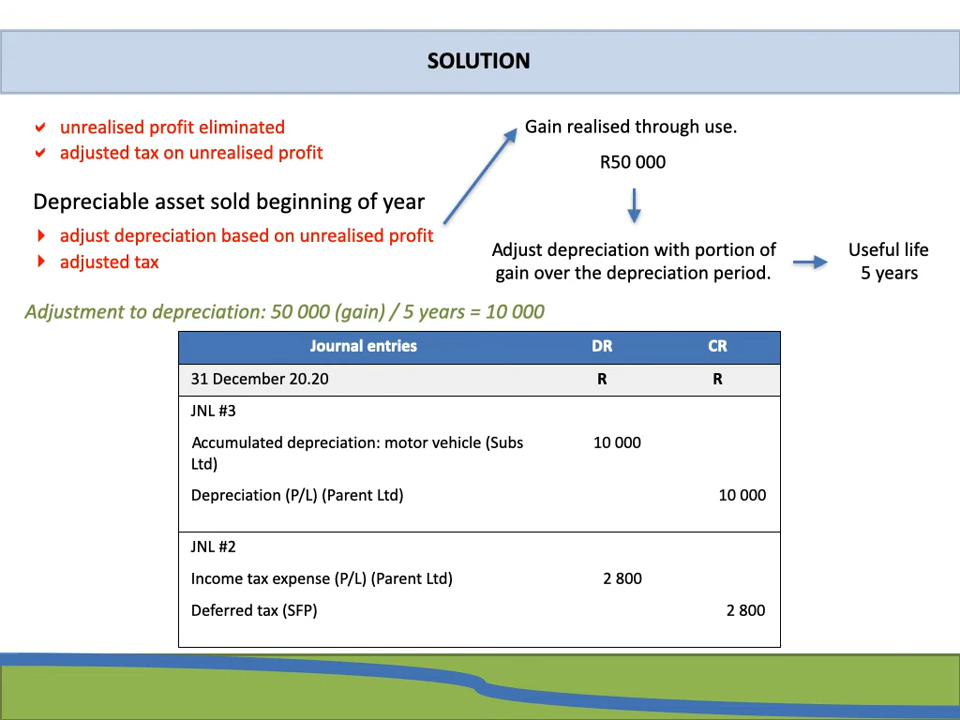 SOLUTION
unrealised profit eliminated
adjusted tax on unrealised profit
Depreciable asset sold beginning of year
adjust depreciation based on unrealised profit
adjusted tax
Gain realised through use.
R50 000
Adjust depreciation with portion of
gain over the depreciation period.
Useful life
5 years
Adjustment to depreciation: 50 000 (gain) / 5 years = 10 000
Journal entries DR CR
31 December 20.20 R R
JNL #3
Accumulated depreciation: motor vehicle (Subs 10 000
Ltd)
Depreciation (P/L) (Parent Ltd) 10 000
JNL #2
Income tax expense (P/L) (Parent Ltd) 2 800
Deferred tax (SFP) 2 800